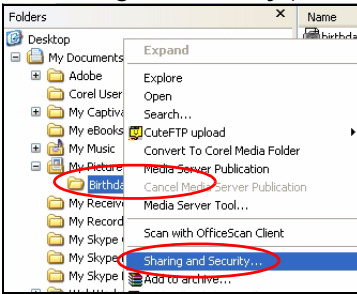 Folders × Name
Desktop
birthda
My Documents
Expand
Adobe
Explore
Corel User
Open
My Captiva
Search...
My eBooks
CuteFTP upload
My Music
Convert To Corel Media Folder
My Picture
Media Server Publication
Birthda
Cancel Media Server Publication
My Receive
Media Server Tool...
My Record
Scan with OfficeScan Client
My Skype
My Skype
Sharing and Security...
My Skype
Add to archive...